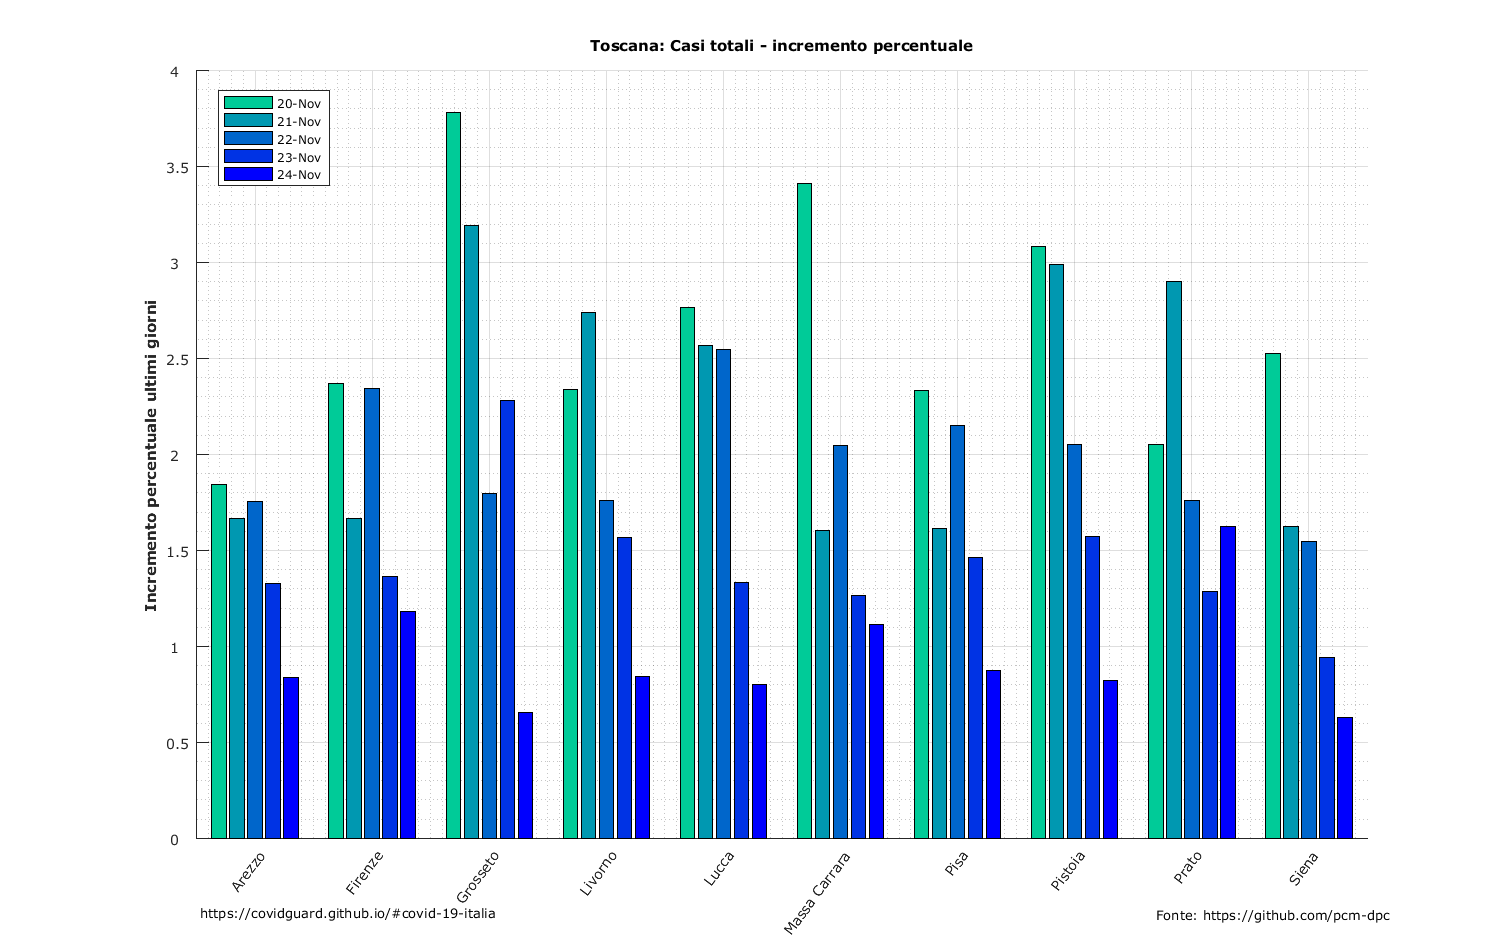 Toscana: Casi totali - incremento percentuale
4
3.5
3
2.5
2
1.5
1
0.5
0
Incremento percentuale ultimi giorni
20-Nov
21-Nov
22-Nov
23-Nov
24-Nov
Arezzo
Firenze
Grosseto
Livorno
Lucca
Massa Carrara
Pisa
Pistoia
Prato
Siena
https://covidguard.github.io/#covid-19-italia
Fonte: https://github.com/pcm-dpc